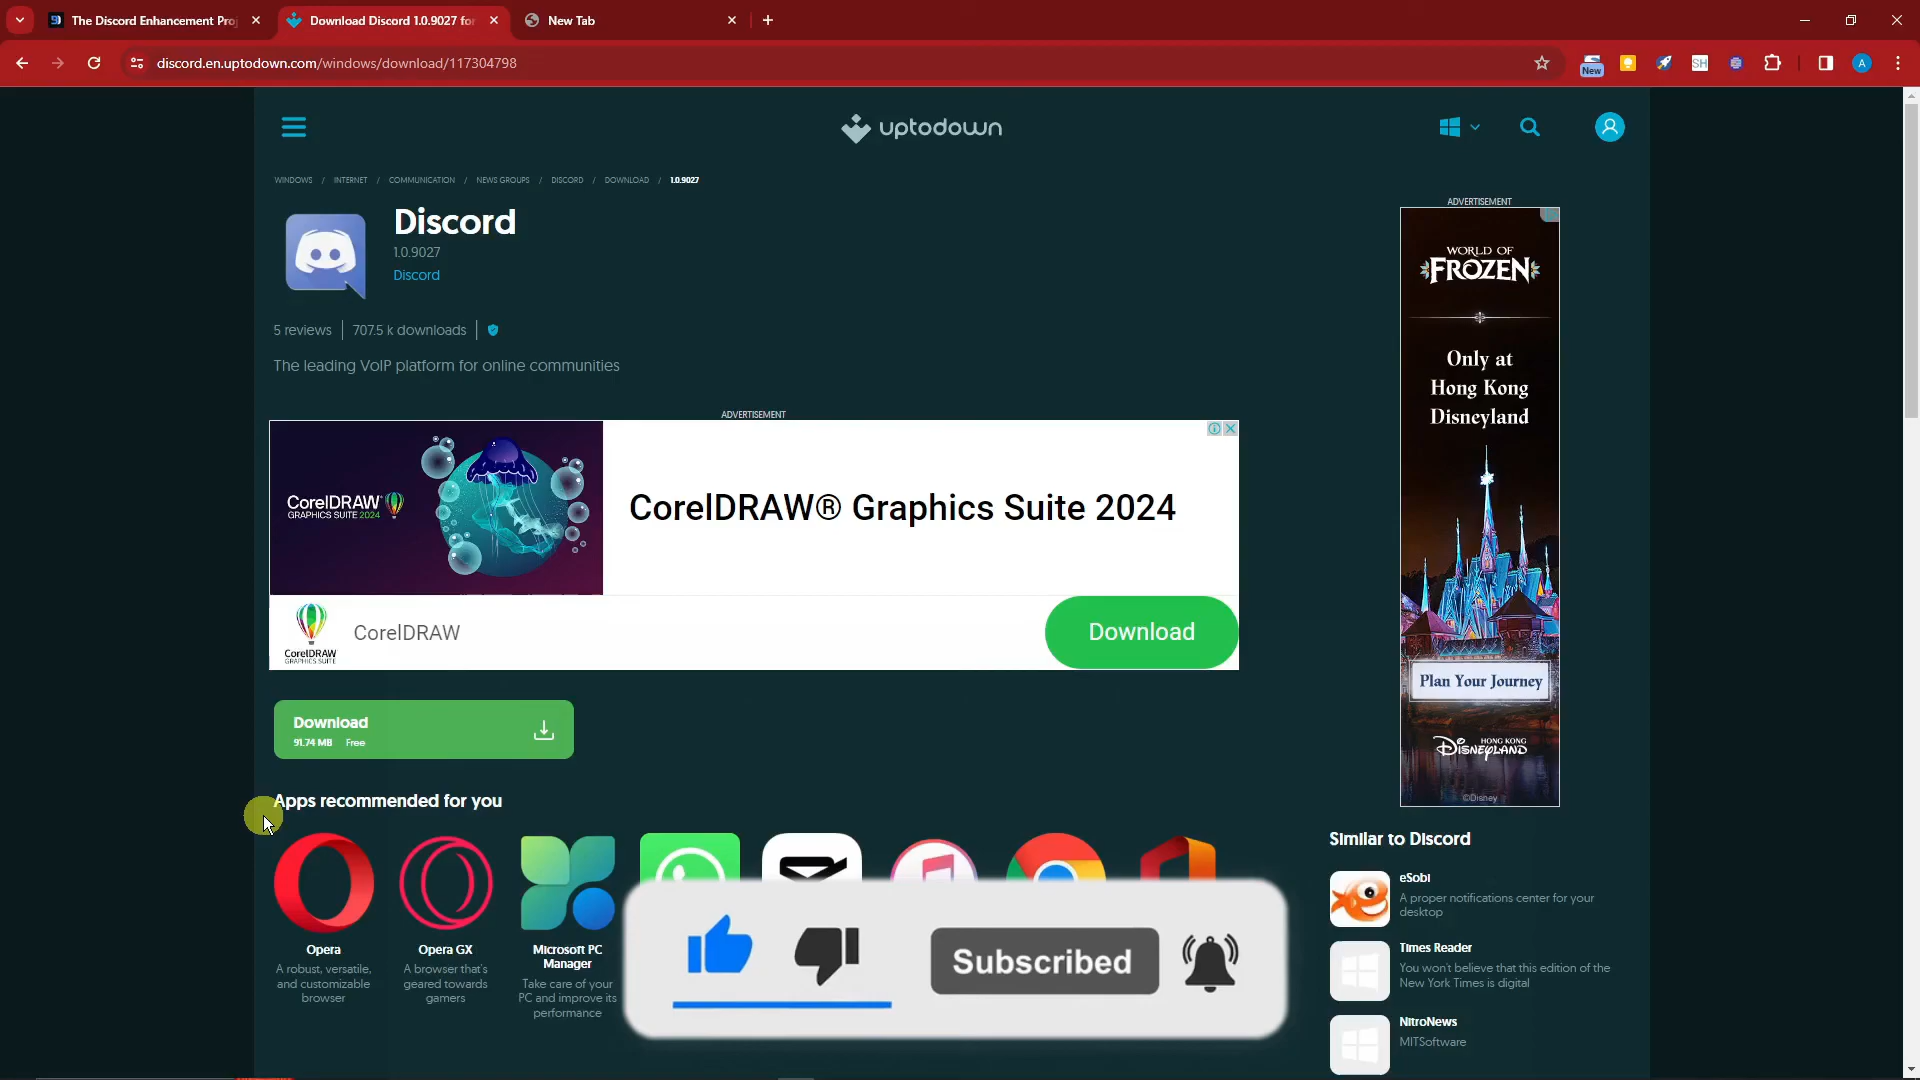 The Discord Enhancement Proj
Download Discord 1.0.9027 for
New Tab
discord.en.uptodown.com/windows/download/117304798
New
SH
A
uptodown
WINDOWS / INTERNET / COMMUNICATION / NEWS GROUPS / DISCORD / DOWNLOAD / 1.0.9027
Discord
1.0.9027
Discord
5 reviews
707.5 k downloads
The leading VoIP platform for online communities
ADVERTISEMENT
CorelDRAW
GRAPHICS SUITE 2024
CorelDRAW® Graphics Suite 2024
CorelDRAW
GRAPHICS SUITE
CorelDRAW
Download
Download
91.74 MB Free
Apps recommended for you
Opera
A robust, versatile,
and customizable
browser
Opera GX
A browser that's
geared towards
gamers
Microsoft PC
Manager
Take care of your
PC and improve its
performance
Subscribed
ADVERTISEMENT
WORLD OF
FROZEN
Only at
Hong Kong
Disneyland
Plan Your Journey
HONG KONG
DISNEYLAND
©Disney
Similar to Discord
eSobi
A proper notifications center for your
desktop
Times Reader
You won't believe that this edition of the
New York Times is digital
NitroNews
MITSoftware